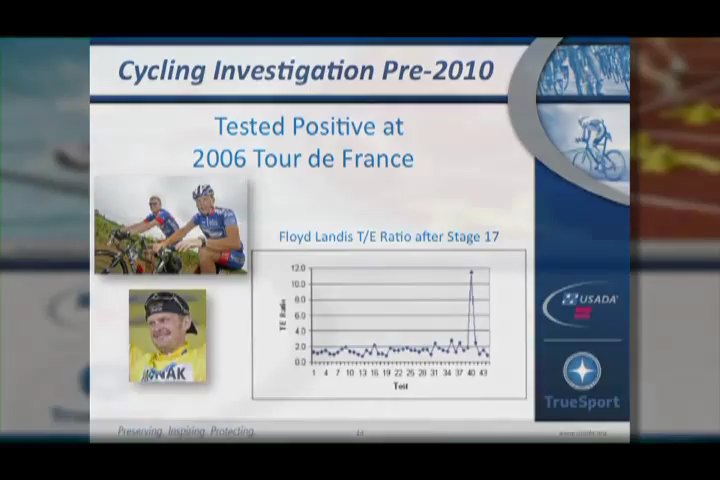 Cycling Investigation Pre-2010
Tested Positive at
2006 Tour de France
Floyd Landis T/E Ratio after Stage 17
12.0
10.0
8.0
6.0
4.0
2.0
0.0
TE Ratio
1 4 7 10 13 16 19 22 25 28 31 34 37 40 43
Test
USADA
TrueSport
Preserving. Inspiring. Protecting.